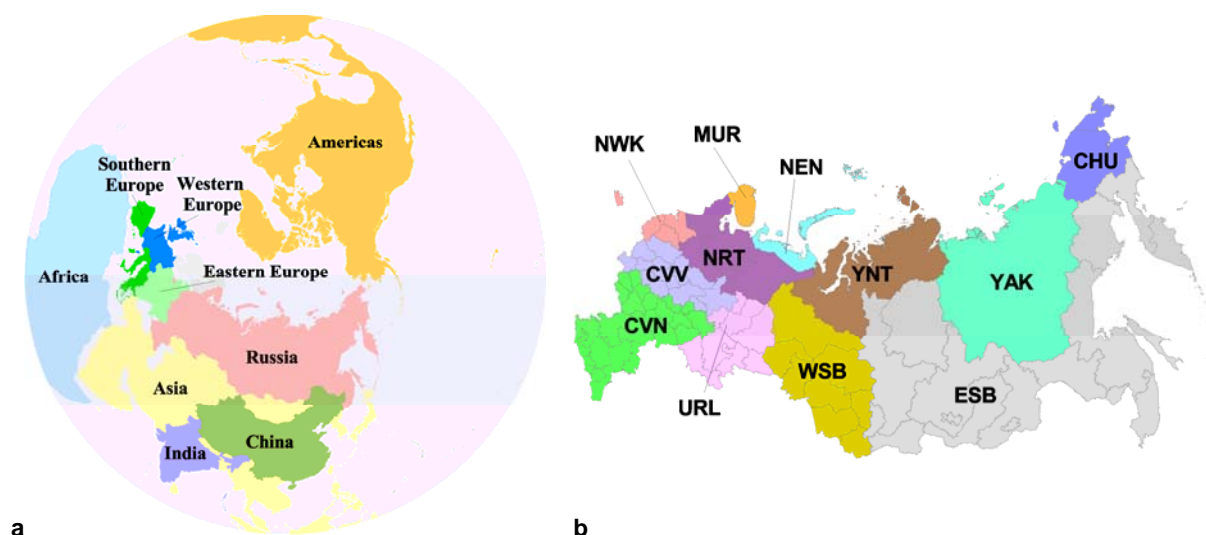 Americas
Southern
Europe
Western
Europe
Africa
Eastern Europe
Russia
Asia
China
India
a
NWK
MUR
NEN
CHU
NRT
CVV
YNT
YAK
CVN
WSB
URL
ESB
b